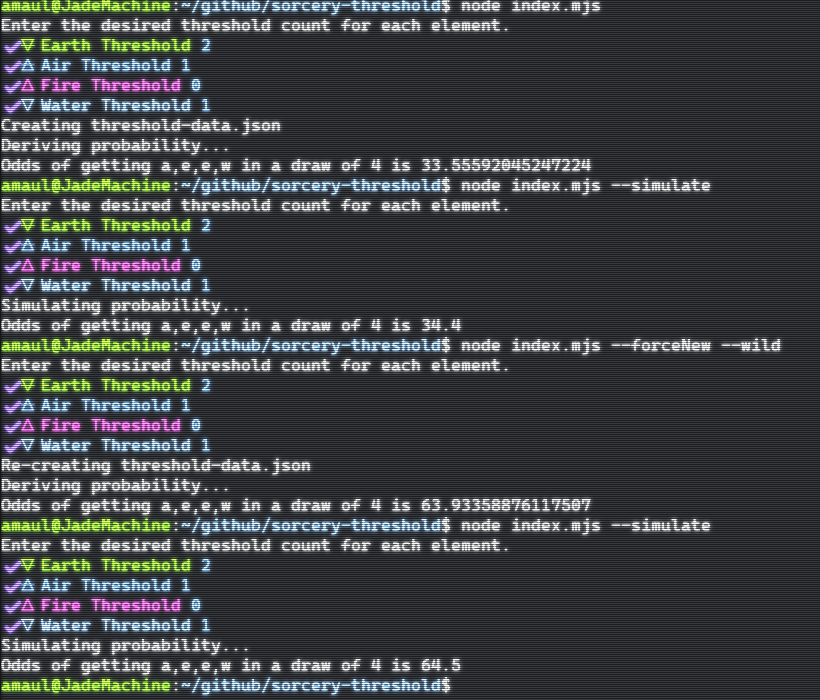 amaul@JadeMachine:~/github/sorcery-threshold$ node index.mjs
Enter the desired threshold count for each element.
✔🜃 Earth Threshold 2
✔🜁 Air Threshold 1
✔🜂 Fire Threshold 0
✔🜄 Water Threshold 1
Creating threshold-data.json
Deriving probability...
Odds of getting a,e,e,w in a draw of 4 is 33.55592045247224
amaul@JadeMachine:~/github/sorcery-threshold$ node index.mjs --simulate
Enter the desired threshold count for each element.
✔🜃 Earth Threshold 2
✔🜁 Air Threshold 1
✔🜂 Fire Threshold 0
✔🜄 Water Threshold 1
Simulating probability...
Odds of getting a,e,e,w in a draw of 4 is 34.4
amaul@JadeMachine:~/github/sorcery-threshold$ node index.mjs --forceNew --wild
Enter the desired threshold count for each element.
✔🜃 Earth Threshold 2
✔🜁 Air Threshold 1
✔🜂 Fire Threshold 0
✔🜄 Water Threshold 1
Re-creating threshold-data.json
Deriving probability...
Odds of getting a,e,e,w in a draw of 4 is 63.93358876117507
amaul@JadeMachine:~/github/sorcery-threshold$ node index.mjs --simulate
Enter the desired threshold count for each element.
✔🜃 Earth Threshold 2
✔🜁 Air Threshold 1
✔🜂 Fire Threshold 0
✔🜄 Water Threshold 1
Simulating probability...
Odds of getting a,e,e,w in a draw of 4 is 64.5
amaul@JadeMachine:~/github/sorcery-threshold$